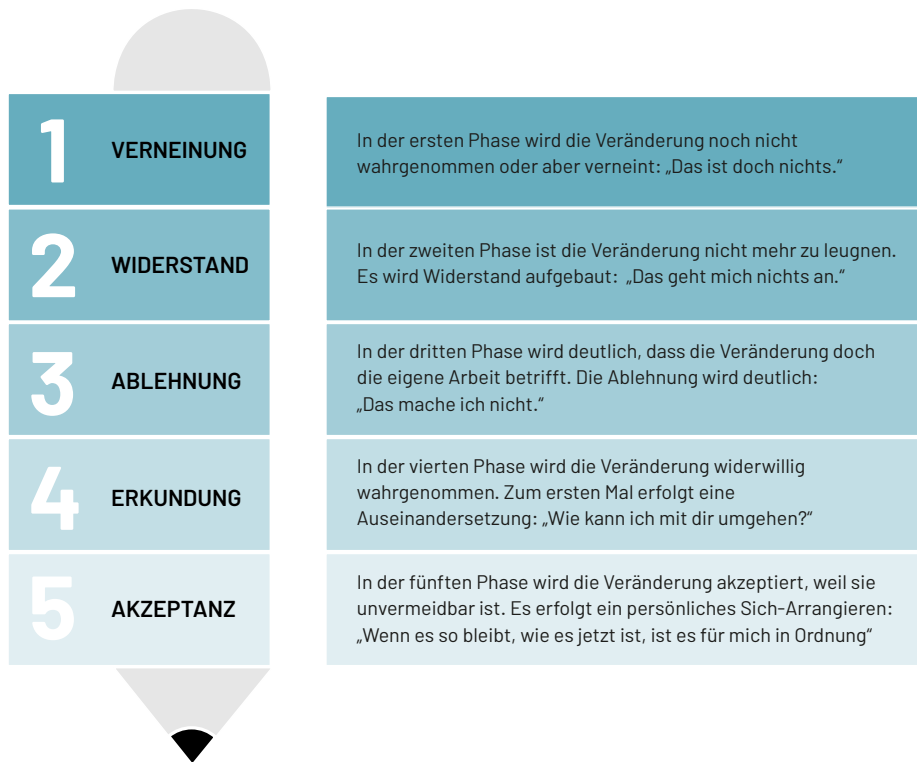 1 VERNEINUNG
In der ersten Phase wird die Veränderung noch nicht
wahrgenommen oder aber verneint: „Das ist doch nichts.“
2 WIDERSTAND
In der zweiten Phase ist die Veränderung nicht mehr zu leugnen.
Es wird Widerstand aufgebaut: „Das geht mich nichts an.“
3 ABLEHNUNG
In der dritten Phase wird deutlich, dass die Veränderung doch
die eigene Arbeit betrifft. Die Ablehnung wird deutlich:
„Das mache ich nicht.“
4 ERKUNDUNG
In der vierten Phase wird die Veränderung widerwillig
wahrgenommen. Zum ersten Mal erfolgt eine
Auseinandersetzung: „Wie kann ich mit dir umgehen?“
5 AKZEPTANZ
In der fünften Phase wird die Veränderung akzeptiert, weil sie
unvermeidbar ist. Es erfolgt ein persönliches Sich-Arrangieren:
„Wenn es so bleibt, wie es jetzt ist, ist es für mich in Ordnung“